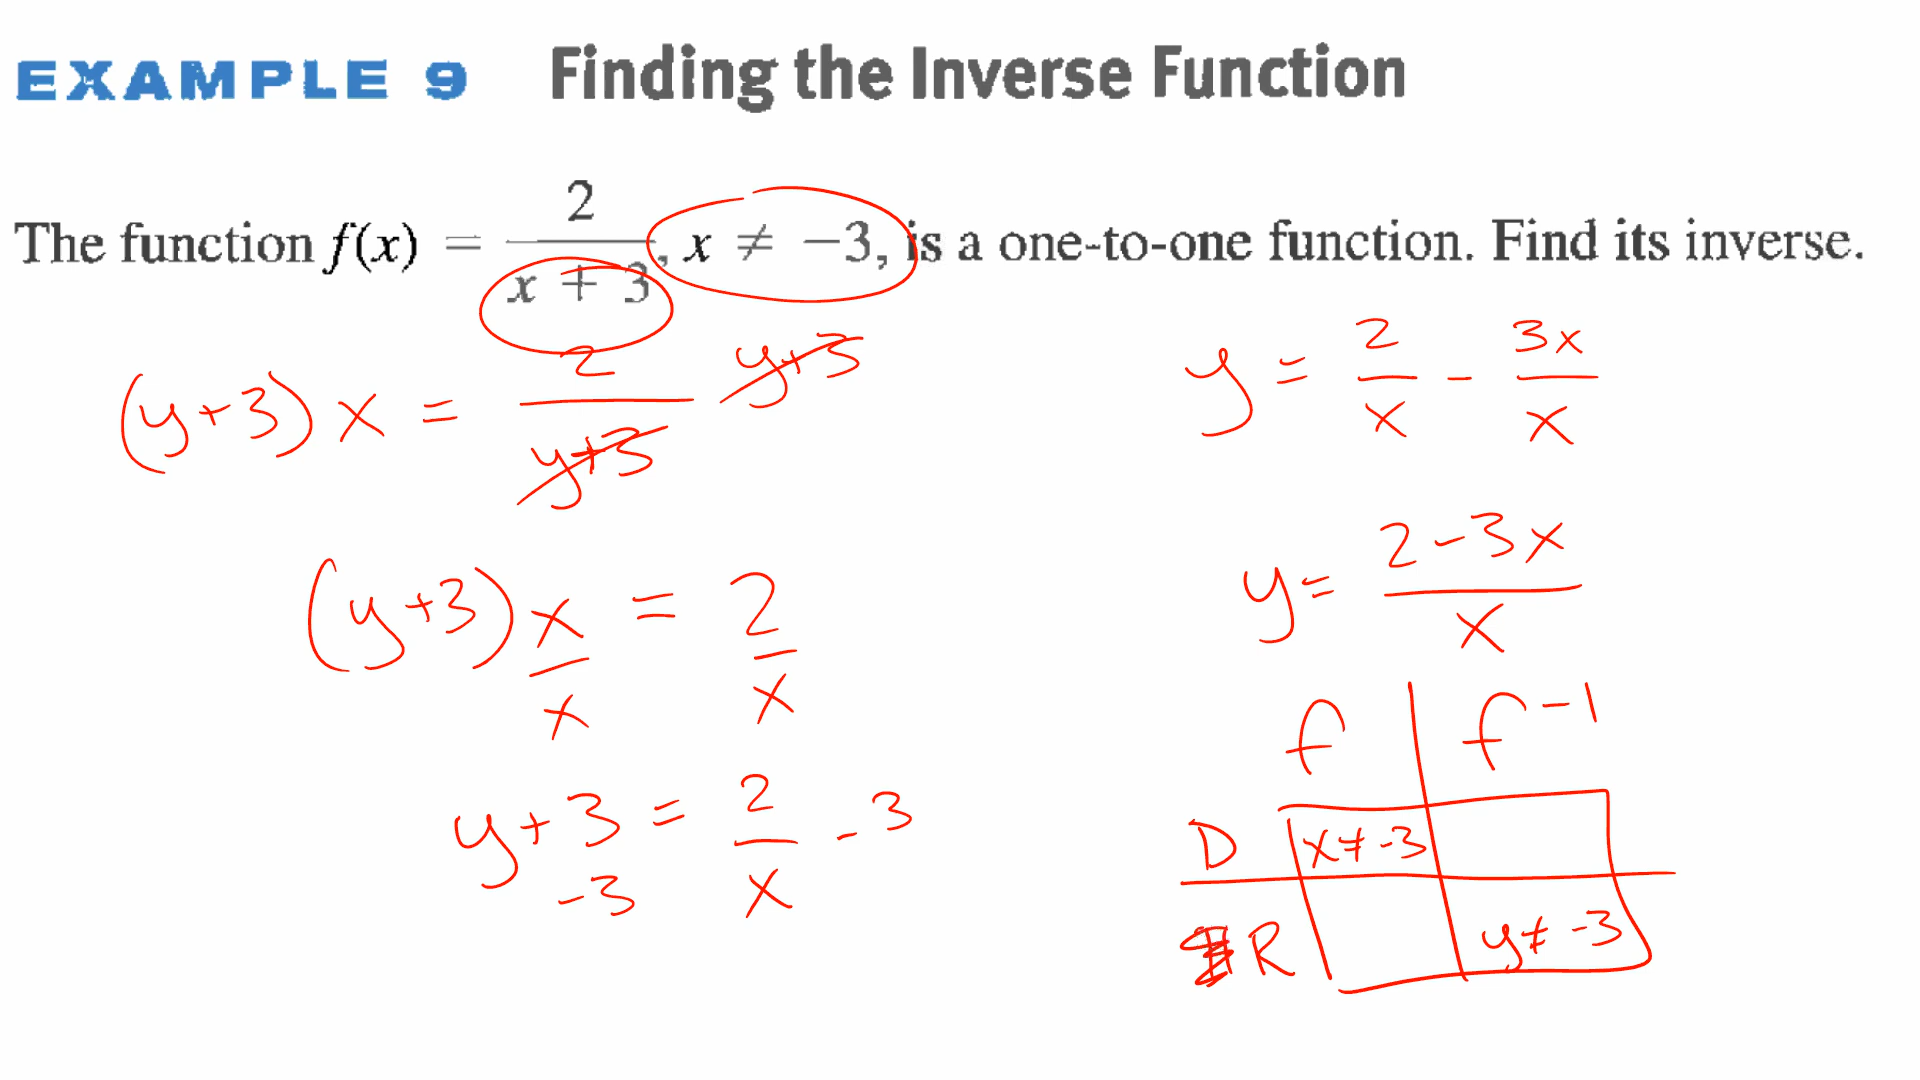 EXAMPLE 9 Finding the Inverse Function
The function f(x) = 2/(x + 3), x ≠ −3, is a one-to-one function. Find its inverse.
(y+3) x = 2/(y+3) y+3
(y+3) x/x = 2/x
y+3 = 2/x - 3
-3
y = 2/x - 3x/x
y = (2-3x)/x
f f⁻¹
D x ≠ -3
R y ≠ -3